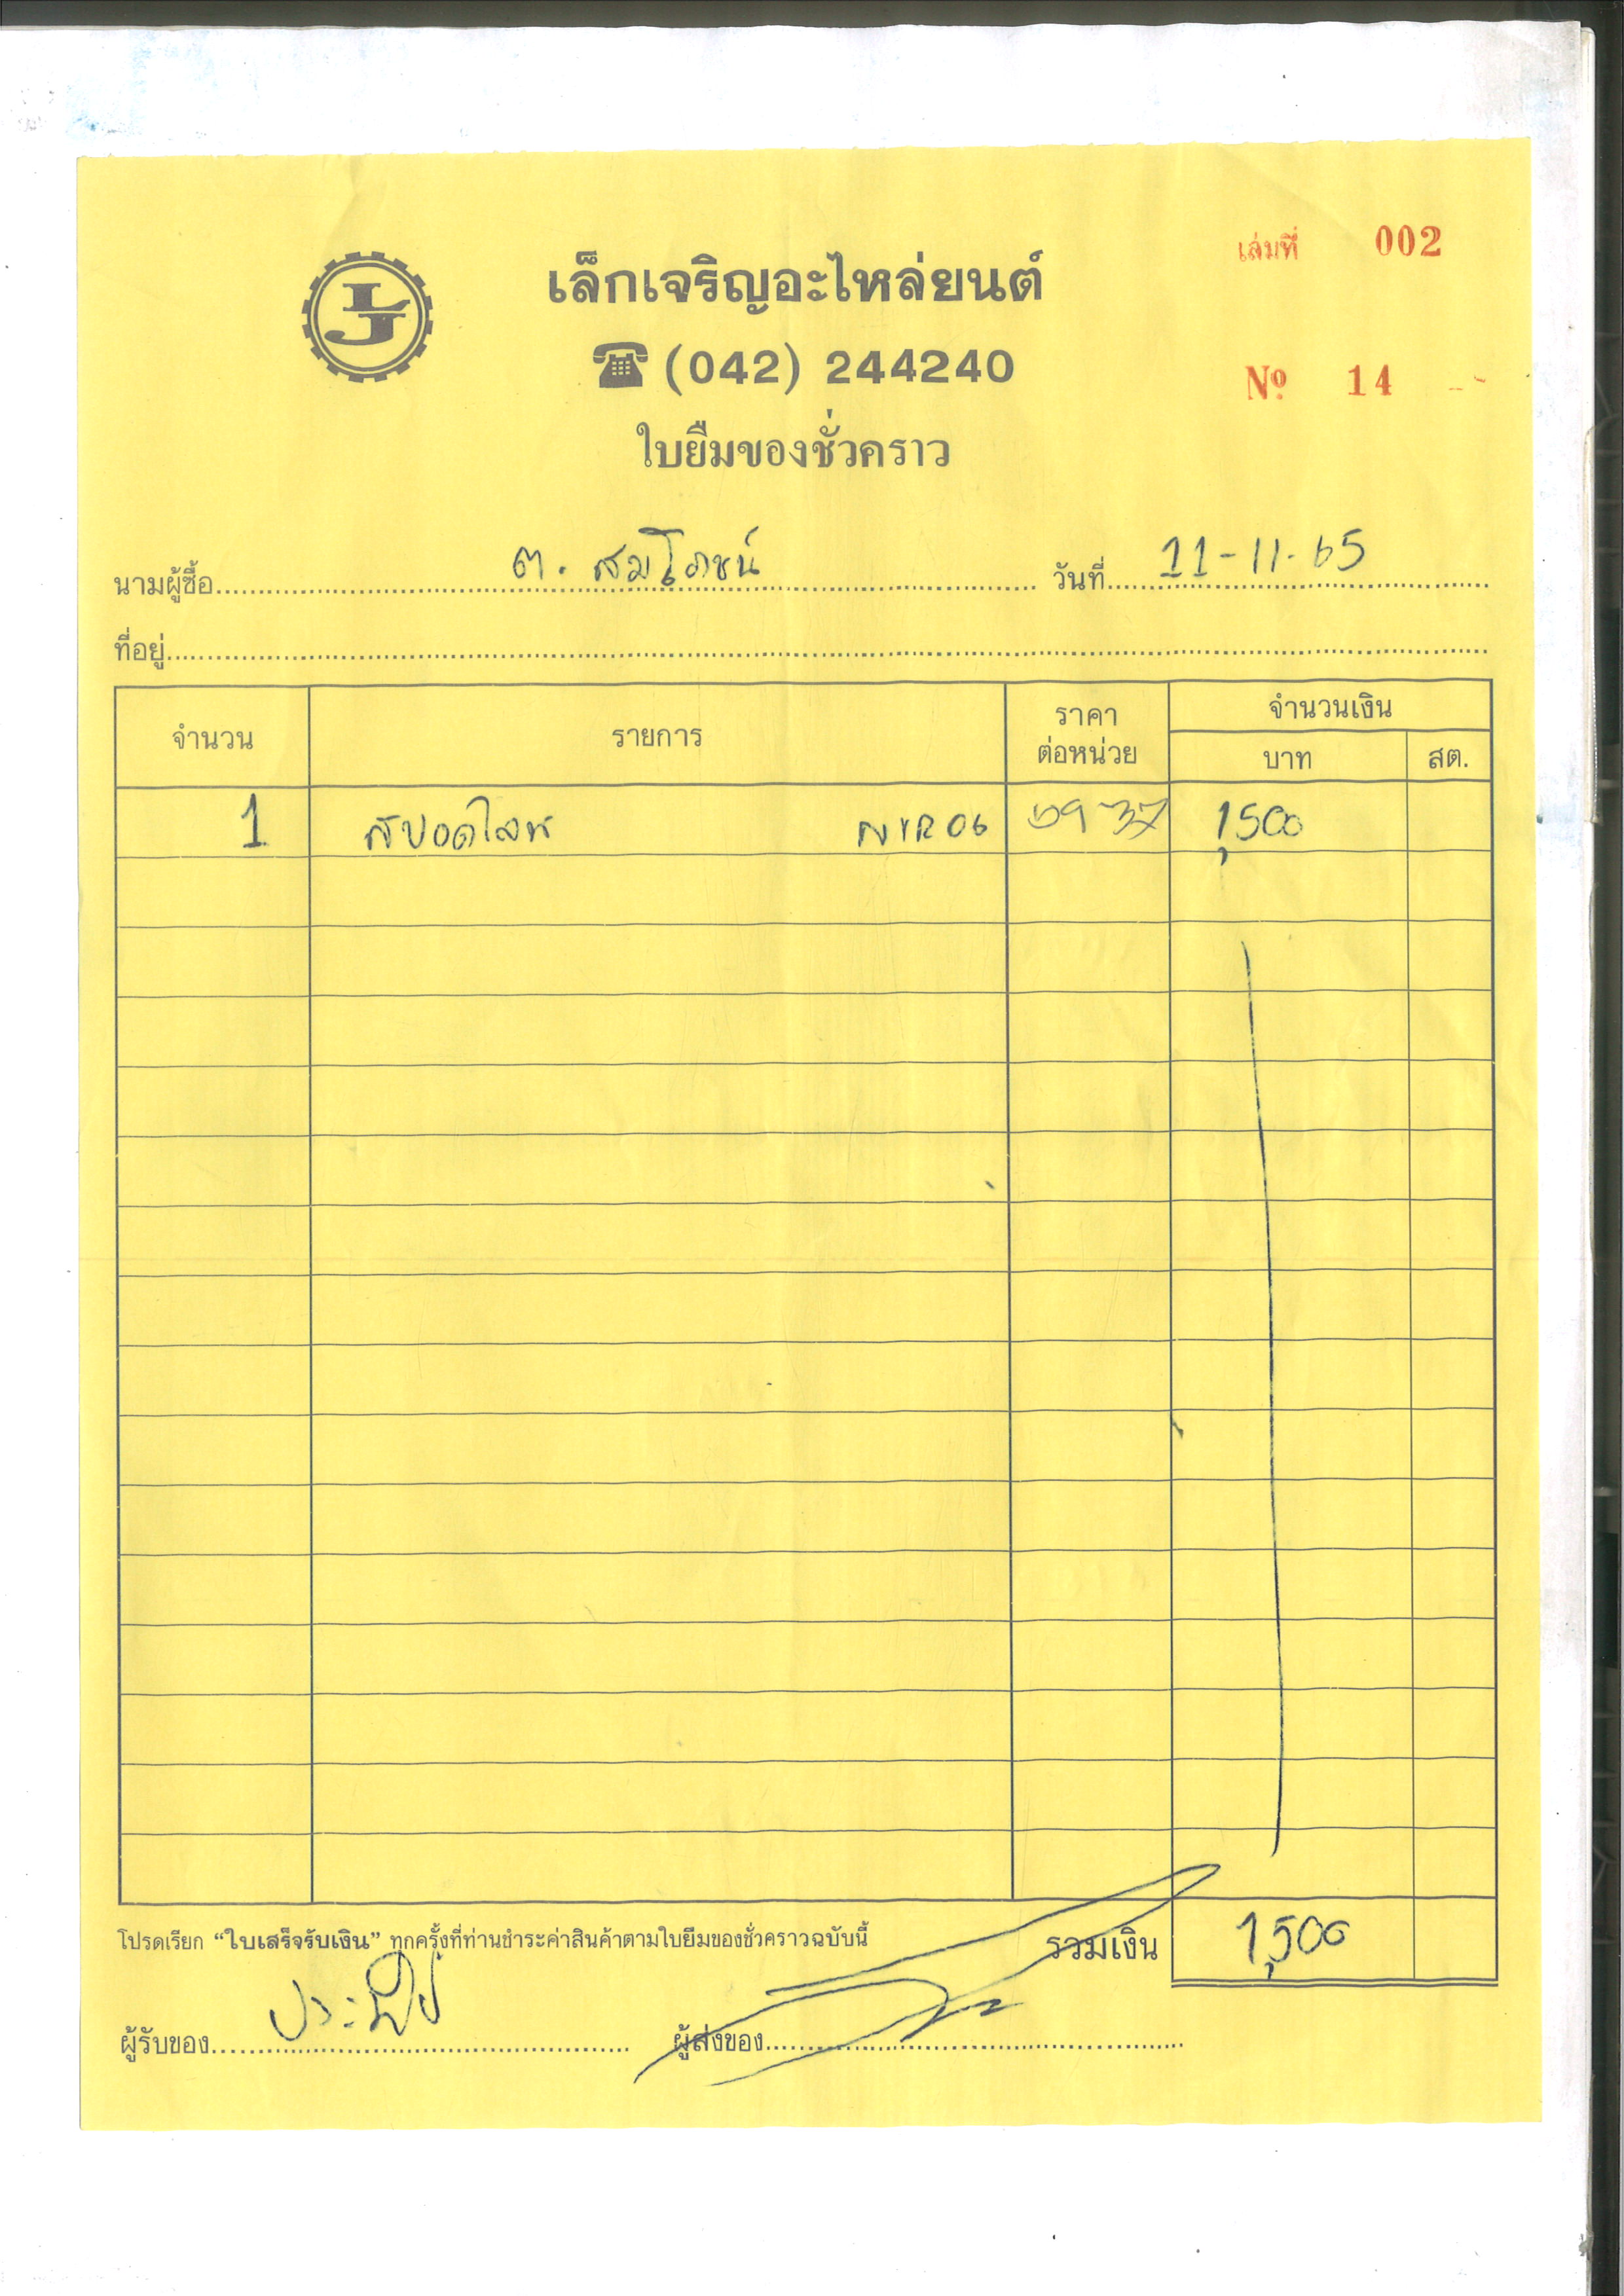 เล่มที่ 002
LJ
เล็กเจริญอะไหล่ยนต์
(042) 244240
№ 14
ใบยืมของชั่วคราว
นามผู้ซื้อ ต. สมโภชน์ วันที่ 11-11-65
ที่อยู่
จำนวน รายการ ราคาต่อหน่วย จำนวนเงิน
บาท สต.
1 สปอตไลท์ NYR06 1,500
โปรดเรียก “ใบเสร็จรับเงิน” ทุกครั้งที่ท่านชำระค่าสินค้าตามใบยืมของชั่วคราวฉบับนี้ รวมเงิน 1,500
ผู้รับของ ผู้ส่งของ